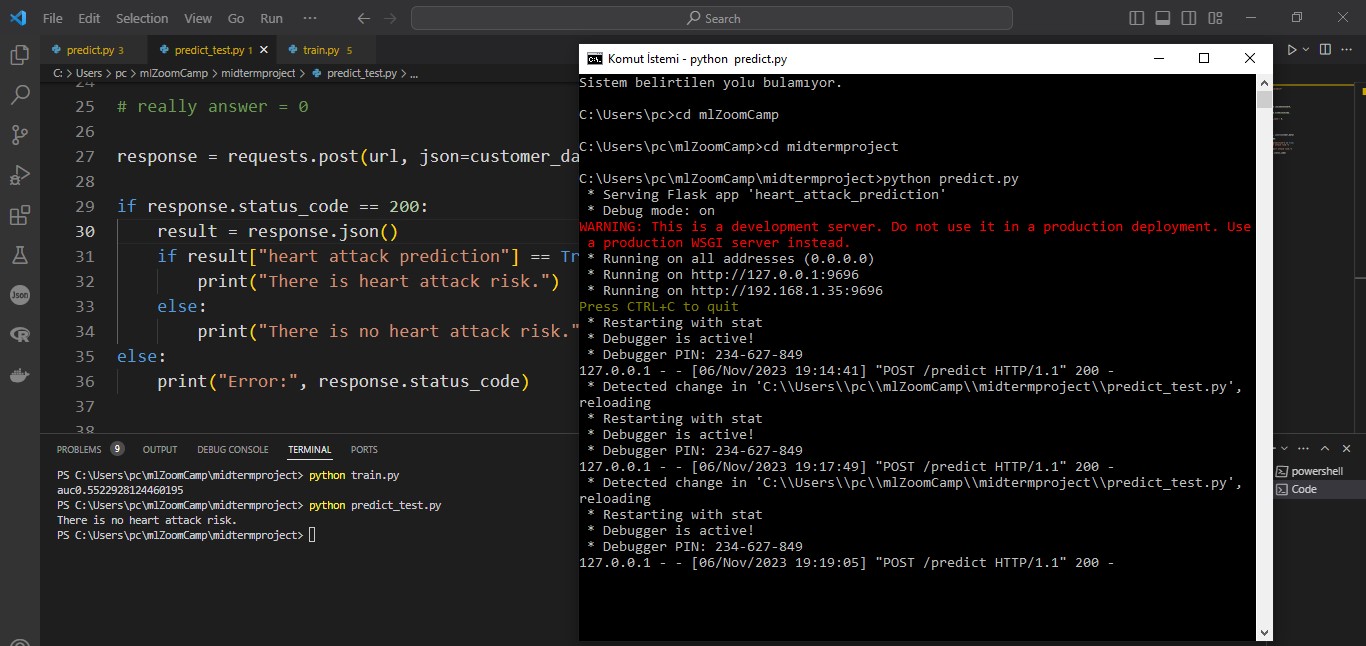 File Edit Selection View Go Run ··· Search
predict.py 3 predict_test.py 1 train.py 5
C: > Users > pc > mlZoomCamp > midtermproject > predict_test.py > ...
24
25 # really answer = 0
26
27 response = requests.post(url, json=customer_da
28
29 if response.status_code == 200:
30 result = response.json()
31 if result["heart attack prediction"] == Tr
32 print("There is heart attack risk.")
33 else:
34 print("There is no heart attack risk."
35 else:
36 print("Error:", response.status_code)
37
38
PROBLEMS 9 OUTPUT DEBUG CONSOLE TERMINAL PORTS
PS C:\Users\pc\mlZoomCamp\midtermproject> python train.py
auc0.5522928124460195
PS C:\Users\pc\mlZoomCamp\midtermproject> python predict_test.py
There is no heart attack risk.
PS C:\Users\pc\mlZoomCamp\midtermproject>
Komut İstemi - python predict.py
Sistem belirtilen yolu bulamıyor.
C:\Users\pc>cd mlZoomCamp
C:\Users\pc\mlZoomCamp>cd midtermproject
C:\Users\pc\mlZoomCamp\midtermproject>python predict.py
* Serving Flask app 'heart_attack_prediction'
* Debug mode: on
WARNING: This is a development server. Do not use it in a production deployment. Use
a production WSGI server instead.
* Running on all addresses (0.0.0.0)
* Running on http://127.0.0.1:9696
* Running on http://192.168.1.35:9696
Press CTRL+C to quit
* Restarting with stat
* Debugger is active!
* Debugger PIN: 234-627-849
127.0.0.1 - - [06/Nov/2023 19:14:41] "POST /predict HTTP/1.1" 200 -
* Detected change in 'C:\\Users\\pc\\mlZoomCamp\\midtermproject\\predict_test.py',
reloading
* Restarting with stat
* Debugger is active!
* Debugger PIN: 234-627-849
127.0.0.1 - - [06/Nov/2023 19:17:49] "POST /predict HTTP/1.1" 200 -
* Detected change in 'C:\\Users\\pc\\mlZoomCamp\\midtermproject\\predict_test.py',
reloading
* Restarting with stat
* Debugger is active!
* Debugger PIN: 234-627-849
127.0.0.1 - - [06/Nov/2023 19:19:05] "POST /predict HTTP/1.1" 200 -
powershell
Code
Json
R